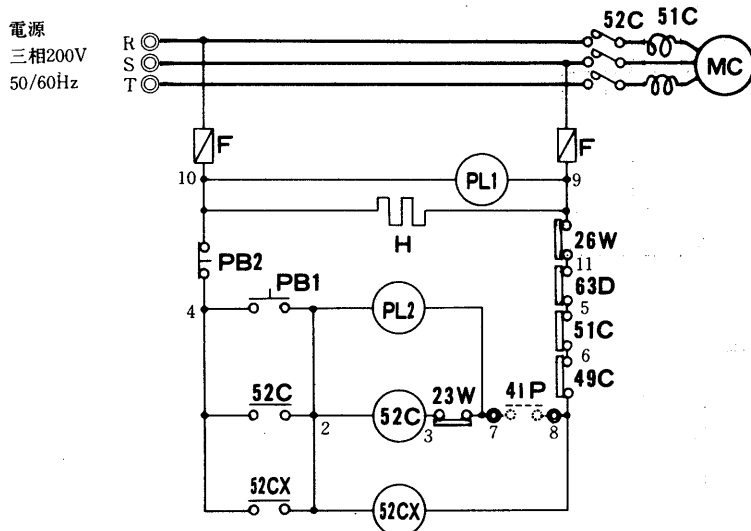 電源
三相200V
50/60Hz
R
S
T
52C 51C
MC
F
F
10
PL1
9
H
26W
11
63D
5
51C
6
49C
PB2
PB1
4
PL2
52C
2
52C
3
23W
7
41P
8
52CX
52CX